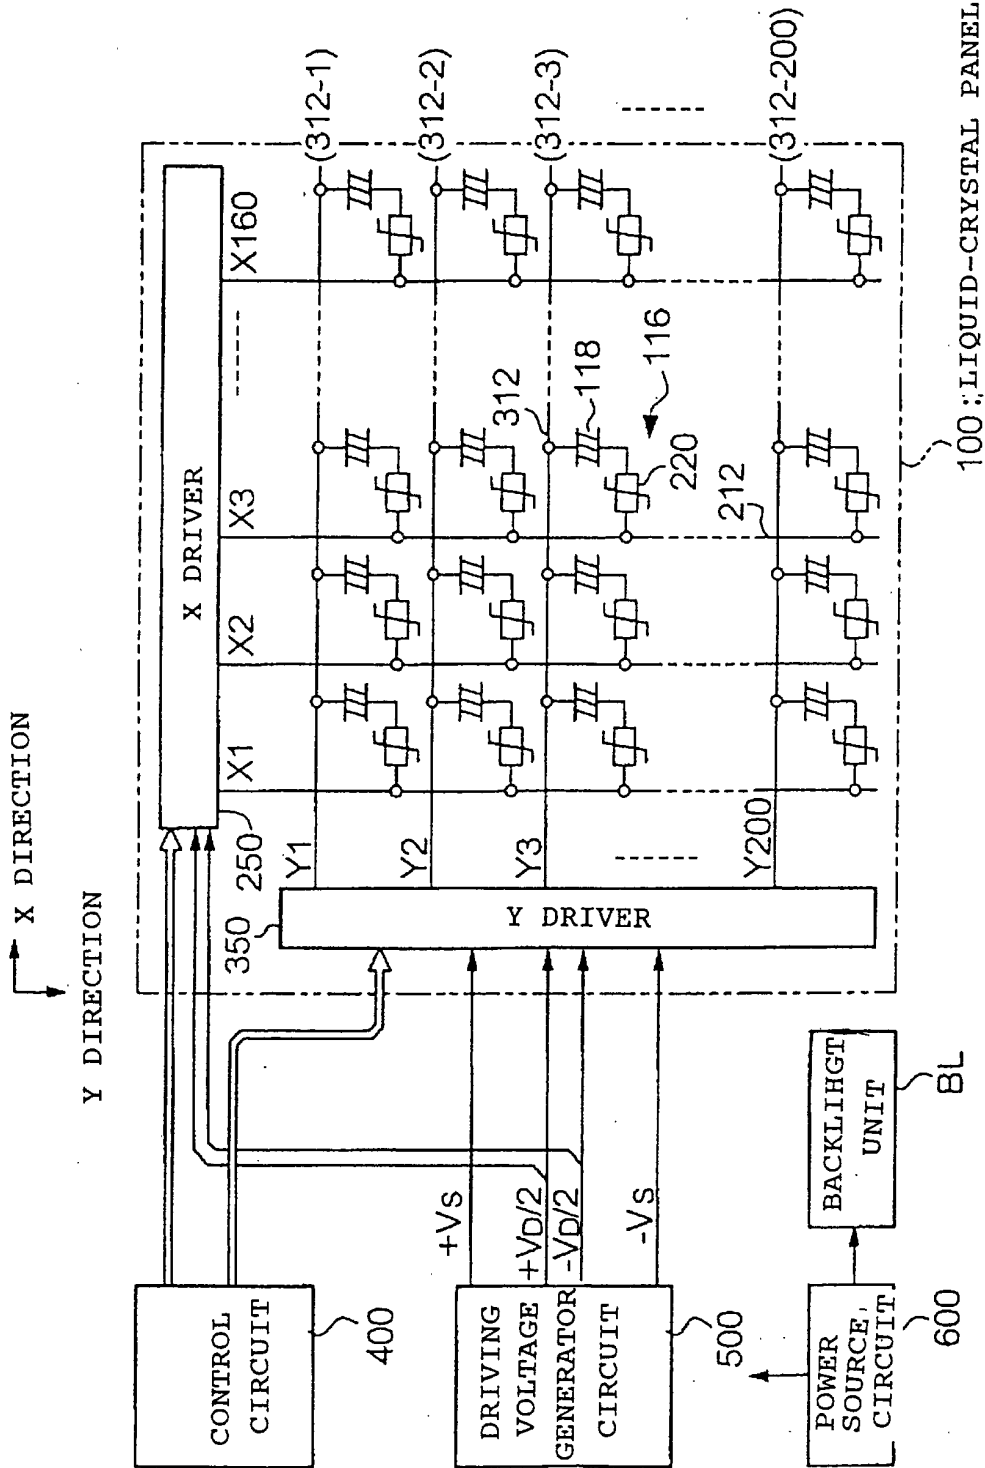 X DIRECTION
Y DIRECTION
CONTROL
CIRCUIT
400
DRIVING
VOLTAGE
GENERATOR
CIRCUIT
500
+VS
+VD/2
-VD/2
-VS
POWER
SOURCE
CIRCUIT
600
BACKLIHGT
UNIT
BL
X DRIVER
250
Y DRIVER
350
X1
X2
X3
X160
Y1
Y2
Y3
Y200
(312-1)
(312-2)
(312-3)
(312-200)
312
118
116
220
212
100:LIQUID-CRYSTAL PANEL